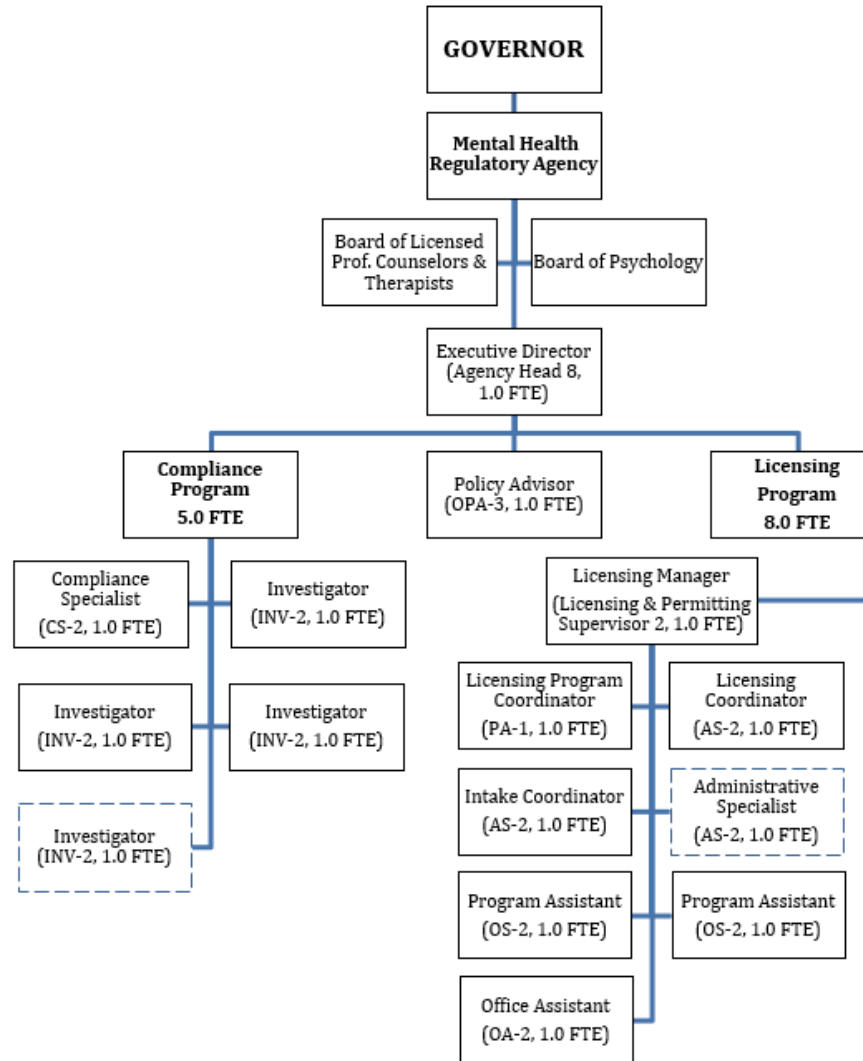 GOVERNOR
Mental Health
Regulatory Agency
Board of Licensed
Prof. Counselors &
Therapists
Board of Psychology
Executive Director
(Agency Head 8,
1.0 FTE)
Compliance
Program
5.0 FTE
Policy Advisor
(OPA-3, 1.0 FTE)
Licensing
Program
8.0 FTE
Compliance
Specialist
(CS-2, 1.0 FTE)
Investigator
(INV-2, 1.0 FTE)
Investigator
(INV-2, 1.0 FTE)
Investigator
(INV-2, 1.0 FTE)
Investigator
(INV-2, 1.0 FTE)
Licensing Manager
(Licensing & Permitting
Supervisor 2, 1.0 FTE)
Licensing Program
Coordinator
(PA-1, 1.0 FTE)
Licensing
Coordinator
(AS-2, 1.0 FTE)
Intake Coordinator
(AS-2, 1.0 FTE)
Administrative
Specialist
(AS-2, 1.0 FTE)
Program Assistant
(OS-2, 1.0 FTE)
Program Assistant
(OS-2, 1.0 FTE)
Office Assistant
(OA-2, 1.0 FTE)